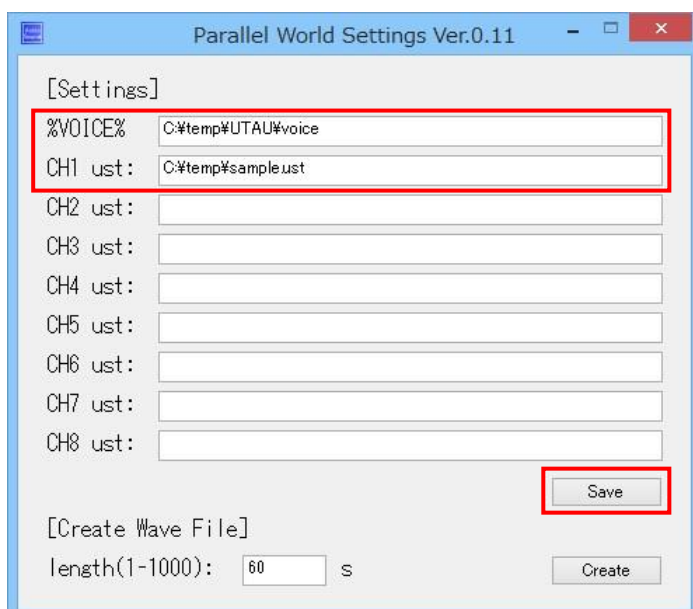 Parallel World Settings Ver.0.11
[Settings]
%VOICE% C:¥temp¥UTAU¥voice
CH1 ust: C:¥temp¥sample.ust
CH2 ust:
CH3 ust:
CH4 ust:
CH5 ust:
CH6 ust:
CH7 ust:
CH8 ust:
Save
[Create Wave File]
length(1-1000): 60 s Create